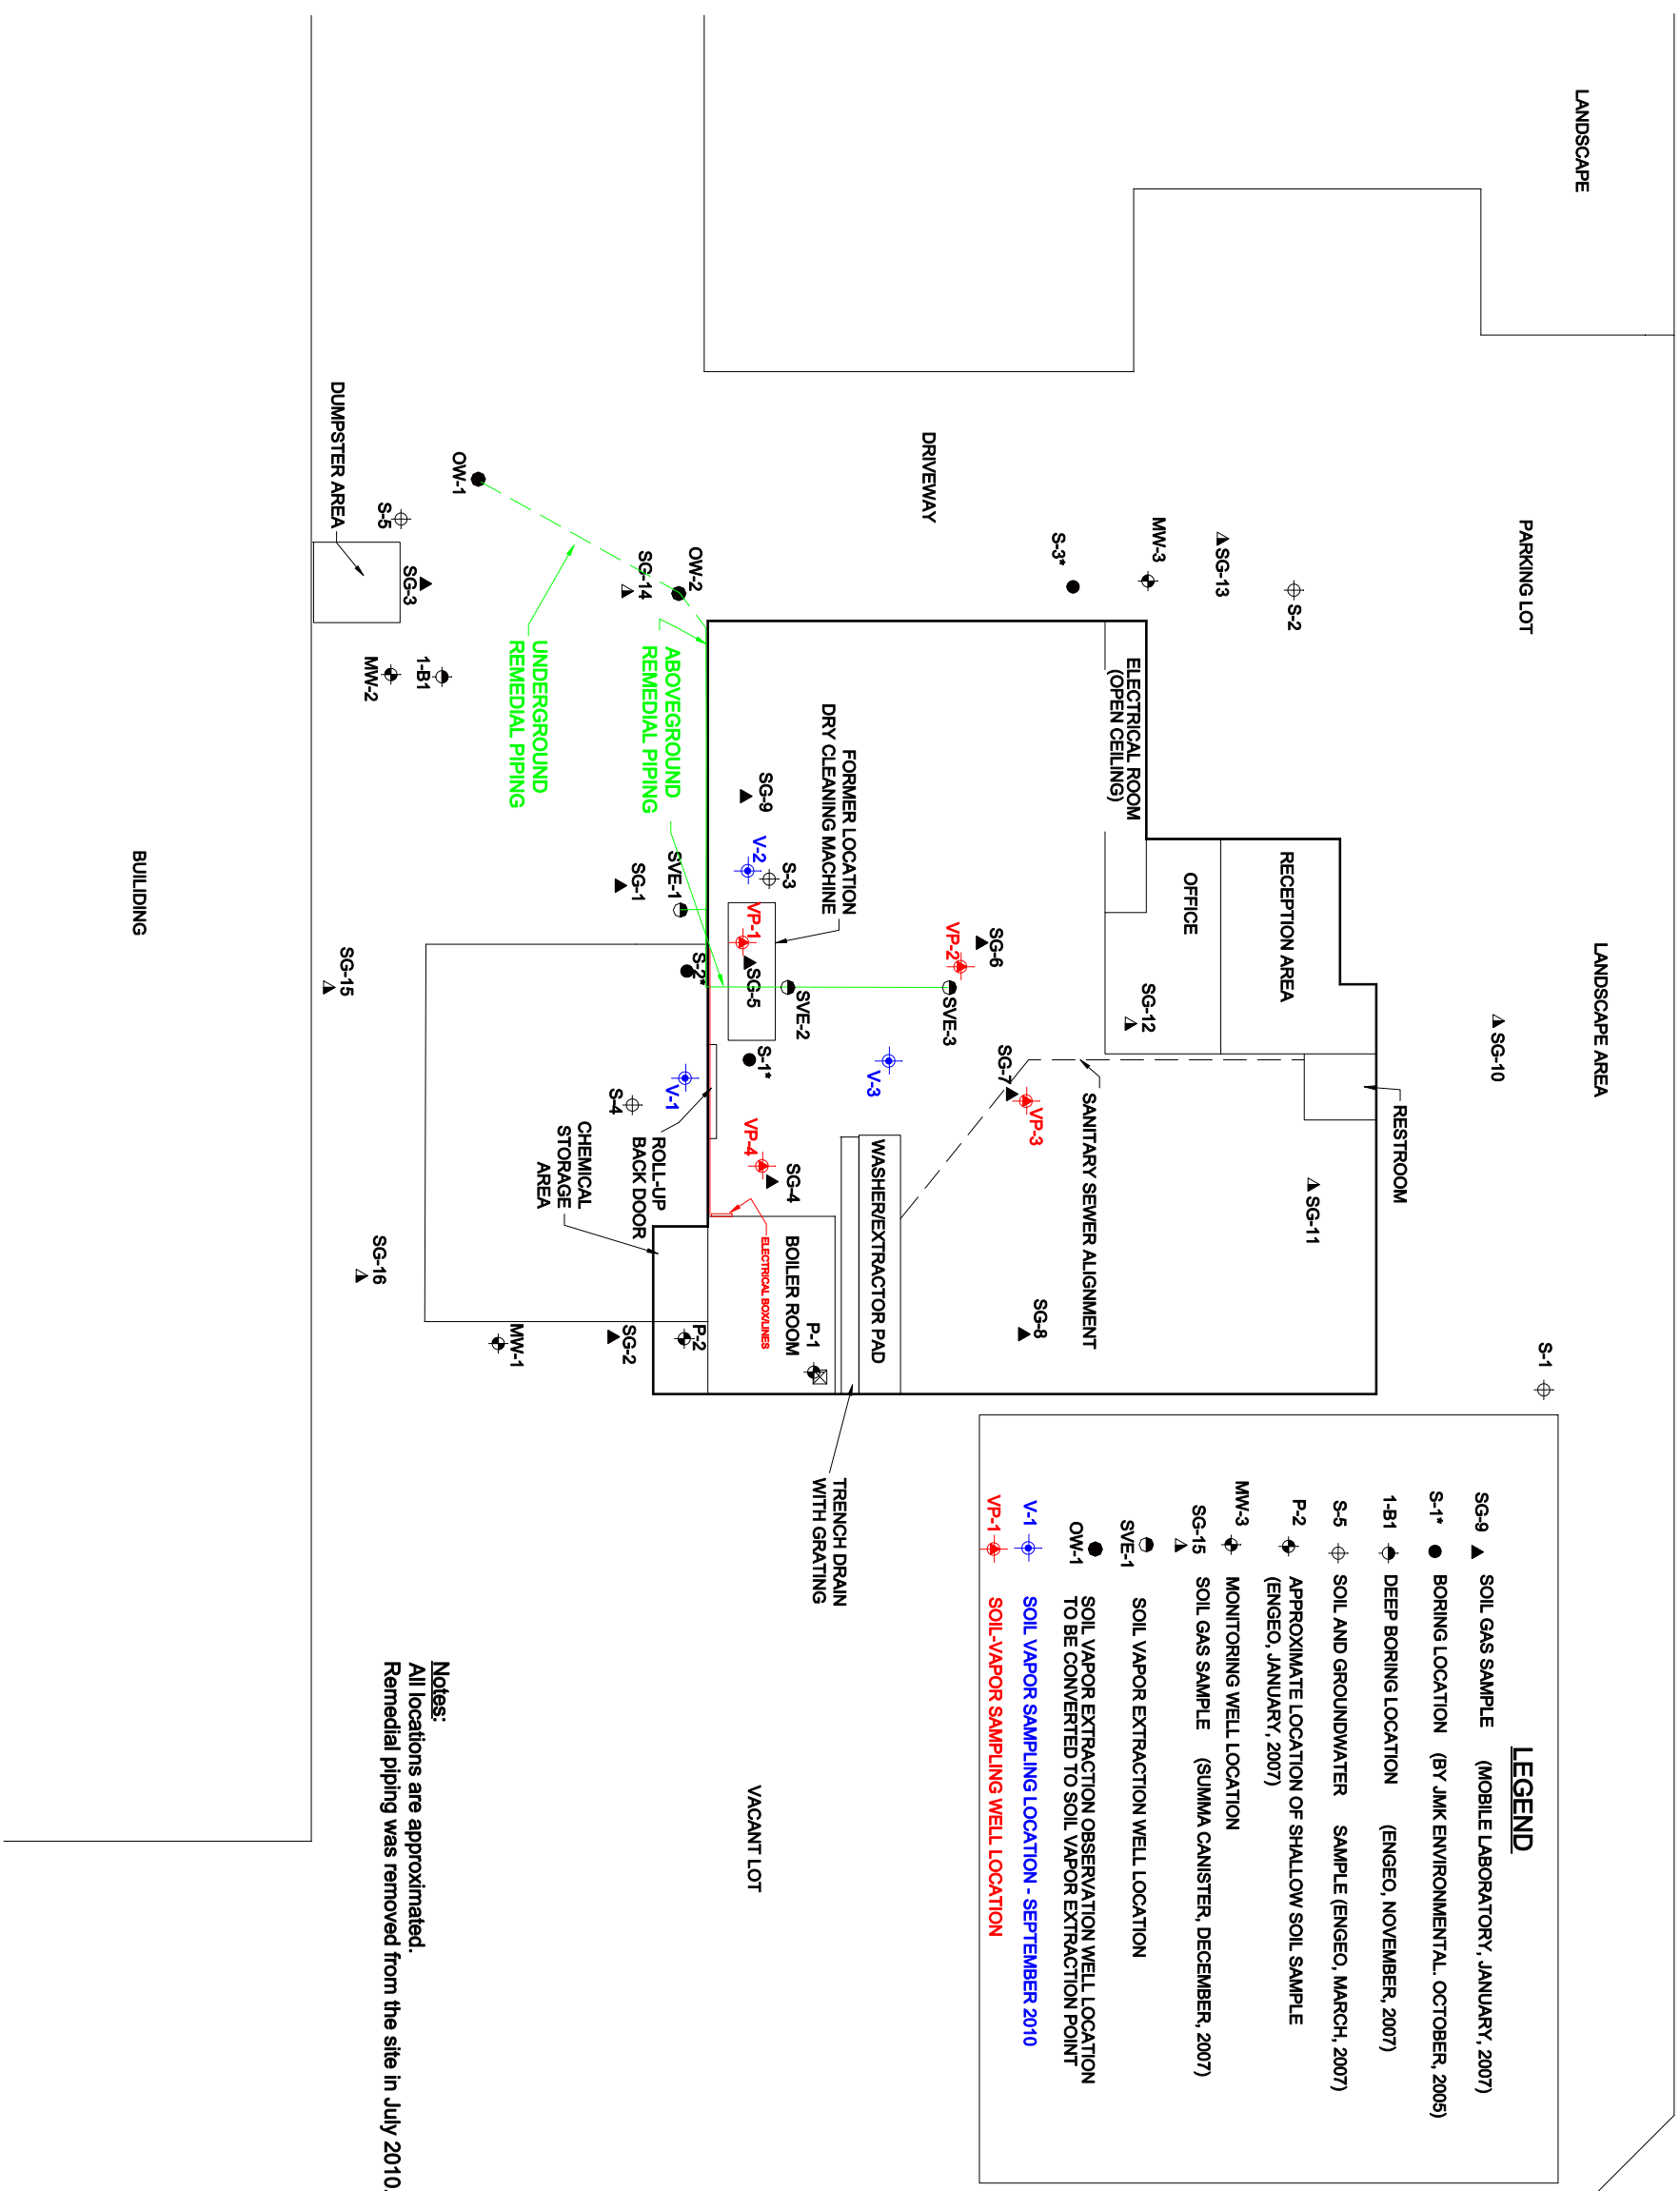 LANDSCAPE
PARKING LOT
LANDSCAPE AREA
DRIVEWAY
S-2
SG-13
MW-3
S-3*
SG-10
S-1
RESTROOM
SG-11
RECEPTION AREA
OFFICE
SG-12
ELECTRICAL ROOM
(OPEN CEILING)
SANITARY SEWER ALIGNMENT
SG-6
VP-2
SVE-3
SG-7
VP-3
SG-8
V-3
WASHER/EXTRACTOR PAD
FORMER LOCATION
DRY CLEANING MACHINE
SG-9
V-2
S-3
VP-1
SG-5
SVE-2
S-1*
VP-4
SG-4
BOILER ROOM
P-1
ELECTRICAL BOX/LINES
TRENCH DRAIN
WITH GRATING
OW-2
SG-14
OW-1
ABOVEGROUND
REMEDIAL PIPING
UNDERGROUND
REMEDIAL PIPING
SVE-1
SG-1
S-2*
V-1
S-4
ROLL-UP
BACK DOOR
CHEMICAL
STORAGE
AREA
P-2
SG-2
MW-1
DUMPSTER AREA
S-5
SG-3
1-B1
MW-2
SG-15
SG-16
BUILIDING
VACANT LOT
LEGEND
SG-9 SOIL GAS SAMPLE (MOBILE LABORATORY, JANUARY, 2007)
S-1* BORING LOCATION (BY JMK ENVIRONMENTAL. OCTOBER, 2005)
1-B1 DEEP BORING LOCATION (ENGEO, NOVEMBER, 2007)
S-5 SOIL AND GROUNDWATER SAMPLE (ENGEO, MARCH, 2007)
P-2 APPROXIMATE LOCATION OF SHALLOW SOIL SAMPLE
(ENGEO, JANUARY, 2007)
MW-3 MONITORING WELL LOCATION
SG-15 SOIL GAS SAMPLE (SUMMA CANISTER, DECEMBER, 2007)
SVE-1 SOIL VAPOR EXTRACTION WELL LOCATION
OW-1 SOIL VAPOR EXTRACTION OBSERVATION WELL LOCATION
TO BE CONVERTED TO SOIL VAPOR EXTRACTION POINT
V-1 SOIL VAPOR SAMPLING LOCATION - SEPTEMBER 2010
VP-1 SOIL-VAPOR SAMPLING WELL LOCATION
Notes:
All locations are approximated.
Remedial piping was removed from the site in July 2010.